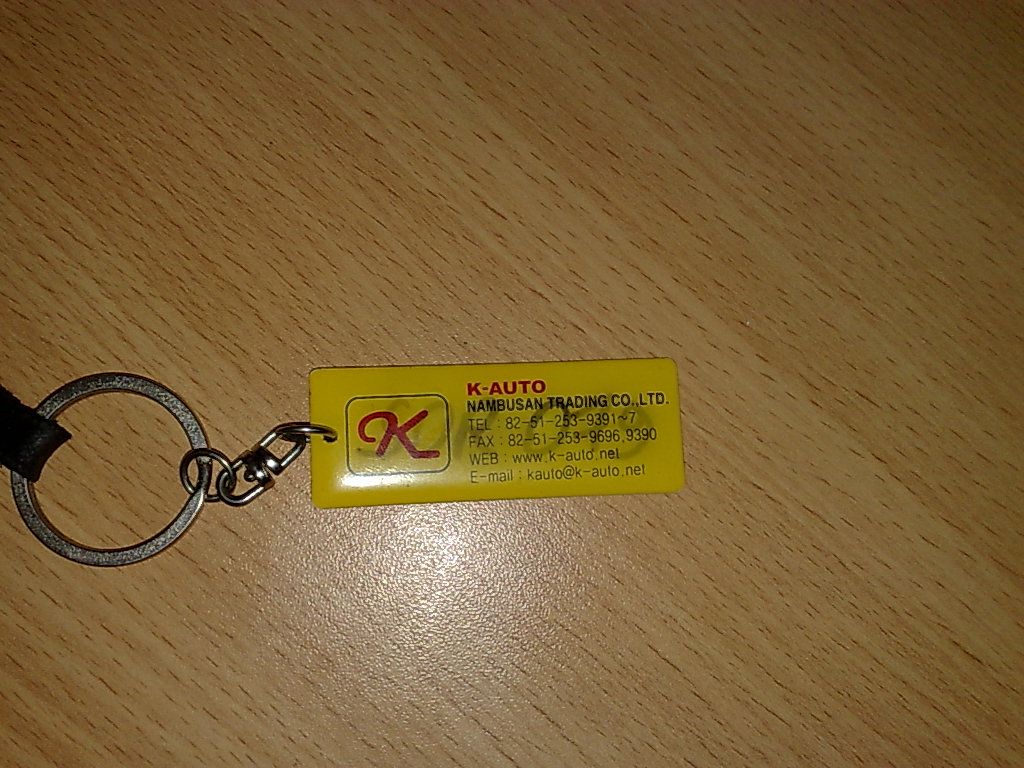 K
K-AUTO
NAMBUSAN TRADING CO.,LTD.
TEL : 82-51-253-9391~7
FAX : 82-51-253-9696,9390
WEB : www.k-auto.net
E-mail : kauto@k-auto.net